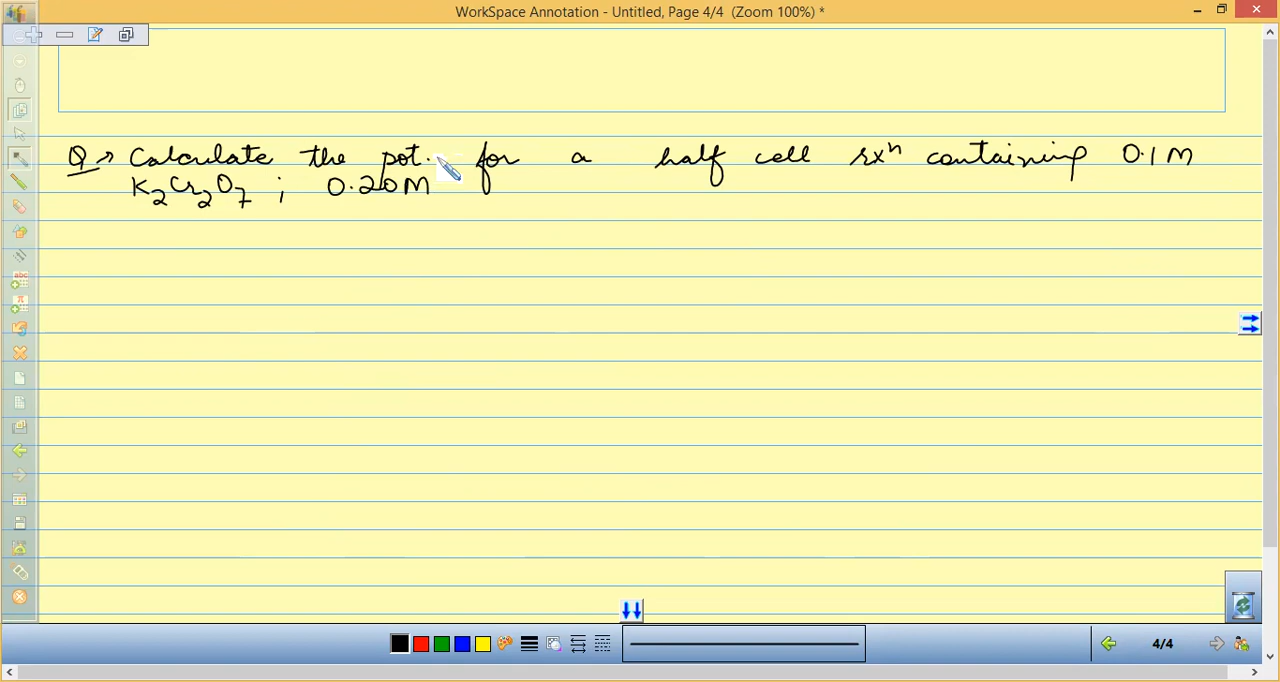 WorkSpace Annotation - Untitled, Page 4/4 (Zoom 100%) *
Q → Calculate the pot. for a half cell rxⁿ containing 0.1 M
K₂Cr₂O₇ ; 0.20 M
abc
π
4/4